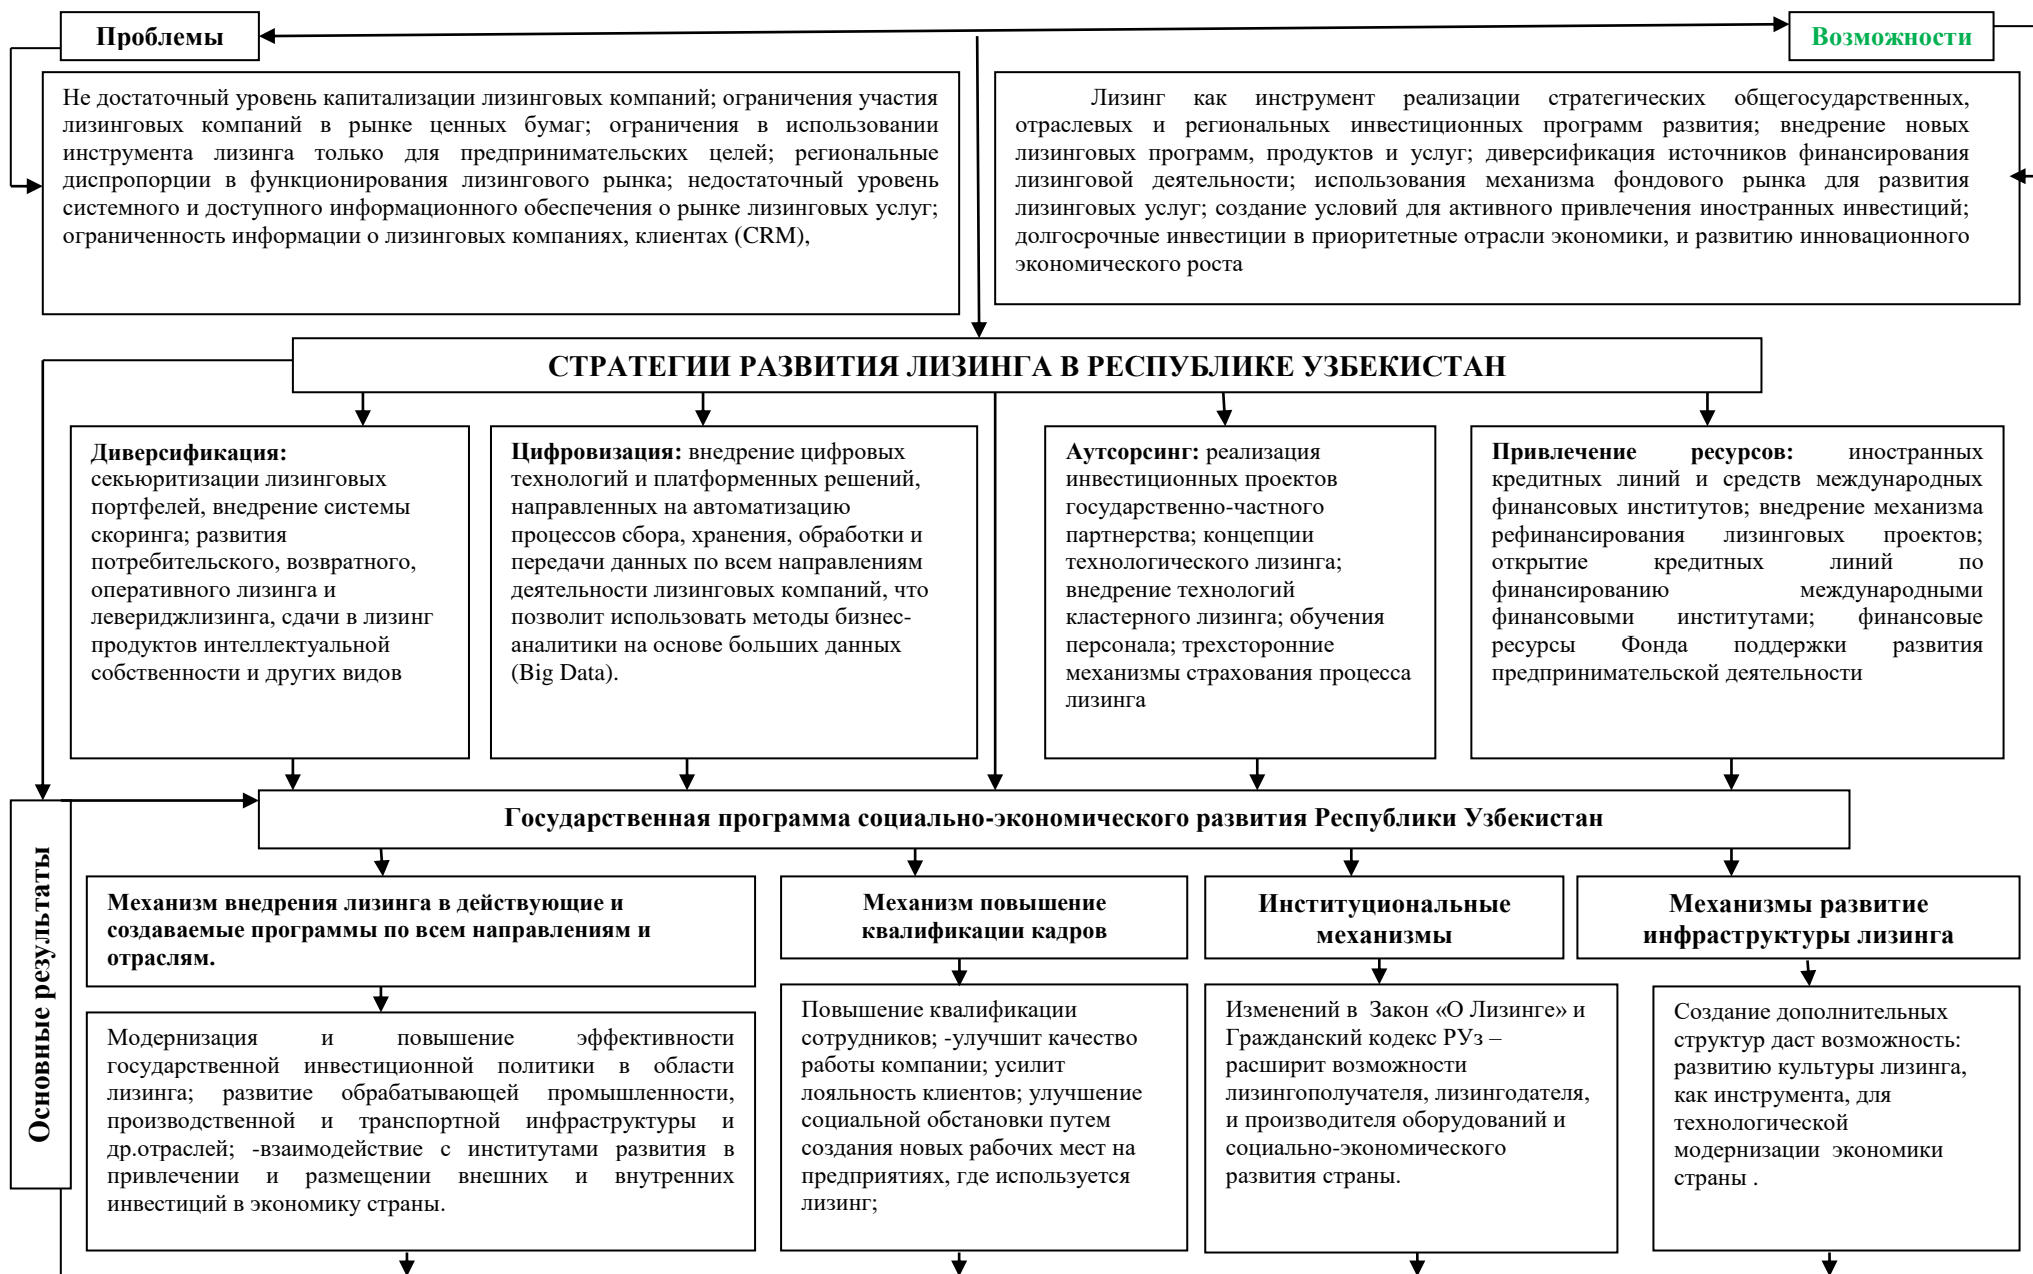 Проблемы
Возможности
Не достаточный уровень капитализации лизинговых компаний; ограничения участия
лизинговых компаний в рынке ценных бумаг; ограничения в использовании
инструмента лизинга только для предпринимательских целей; региональные
диспропорции в функционирования лизингового рынка; недостаточный уровень
системного и доступного информационного обеспечения о рынке лизинговых услуг;
ограниченность информации о лизинговых компаниях, клиентах (CRM),
Лизинг как инструмент реализации стратегических общегосударственных,
отраслевых и региональных инвестиционных программ развития; внедрение новых
лизинговых программ, продуктов и услуг; диверсификация источников финансирования
лизинговой деятельности; использования механизма фондового рынка для развития
лизинговых услуг; создание условий для активного привлечения иностранных инвестиций;
долгосрочные инвестиции в приоритетные отрасли экономики, и развитию инновационного
экономического роста
СТРАТЕГИИ РАЗВИТИЯ ЛИЗИНГА В РЕСПУБЛИКЕ УЗБЕКИСТАН
Диверсификация:
секьюритизации лизинговых
портфелей, внедрение системы
скоринга; развития
потребительского, возвратного,
оперативного лизинга и
левериджлизинга, сдачи в лизинг
продуктов интеллектуальной
собственности и других видов
Цифровизация: внедрение цифровых
технологий и платформенных решений,
направленных на автоматизацию
процессов сбора, хранения, обработки и
передачи данных по всем направлениям
деятельности лизинговых компаний, что
позволит использовать методы бизнес-
аналитики на основе больших данных
(Big Data).
Аутсорсинг: реализация
инвестиционных проектов
государственно-частного
партнерства; концепции
технологического лизинга;
внедрение технологий
кластерного лизинга; обучения
персонала; трехсторонние
механизмы страхования процесса
лизинга
Привлечение ресурсов: иностранных
кредитных линий и средств международных
финансовых институтов; внедрение механизма
рефинансирования лизинговых проектов;
открытие кредитных линий по
финансированию международными
финансовыми институтами; финансовые
ресурсы Фонда поддержки развития
предпринимательской деятельности
Основные результаты
Государственная программа социально-экономического развития Республики Узбекистан
Механизм внедрения лизинга в действующие и
создаваемые программы по всем направлениям и
отраслям.
Механизм повышение
квалификации кадров
Институциональные
механизмы
Механизмы развитие
инфраструктуры лизинга
Модернизация и повышение эффективности
государственной инвестиционной политики в области
лизинга; развитие обрабатывающей промышленности,
производственной и транспортной инфраструктуры и
др.отраслей; -взаимодействие с институтами развития в
привлечении и размещении внешних и внутренних
инвестиций в экономику страны.
Повышение квалификации
сотрудников; -улучшит качество
работы компании; усилит
лояльность клиентов; улучшение
социальной обстановки путем
создания новых рабочих мест на
предприятиях, где используется
лизинг;
Изменений в Закон «О Лизинге» и
Гражданский кодекс РУз –
расширит возможности
лизингополучателя, лизингодателя,
и производителя оборудований и
социально-экономического
развития страны.
Создание дополнительных
структур даст возможность:
развитию культуры лизинга,
как инструмента, для
технологической
модернизации экономики
страны .